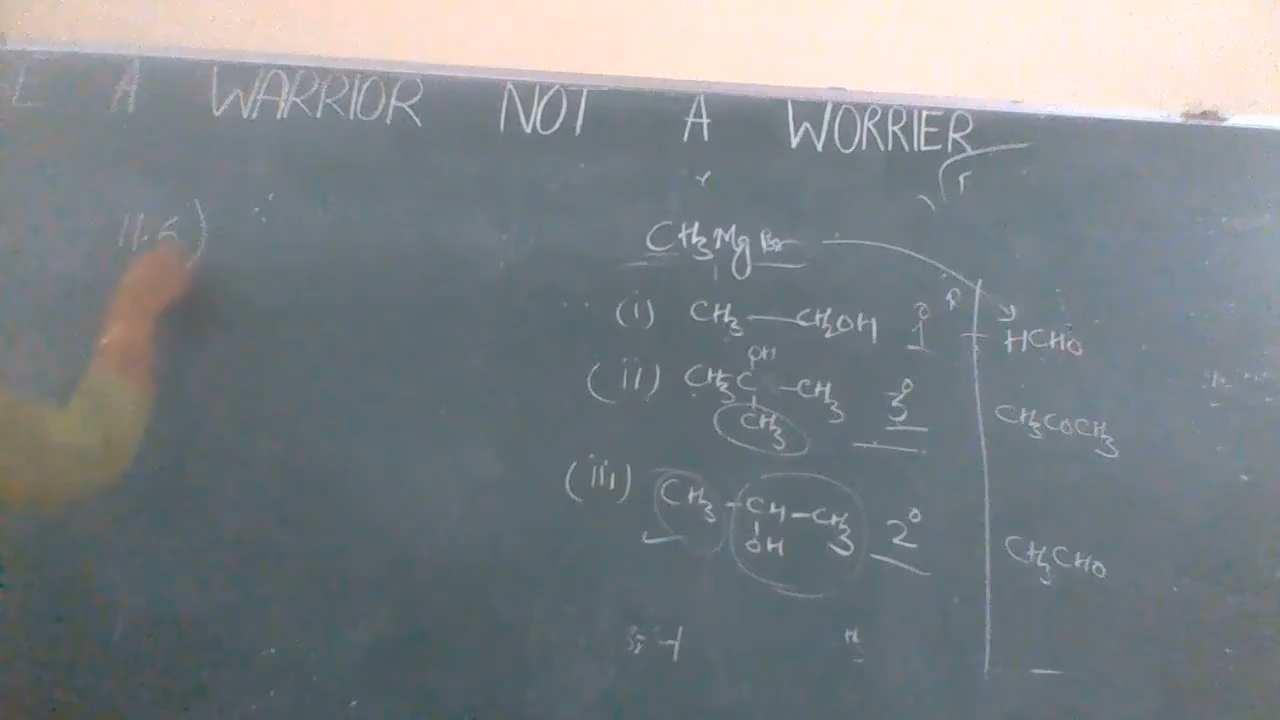 A WARRIOR NOT A WORRIER
11.5)
CH3MgBr
(i) CH3—CH2OH 1° HCHO
OH
(ii) CH3C-CH3 3° CH3COCH3
CH3
(iii) CH3-CH-CH3 2°
OH CH3CHO